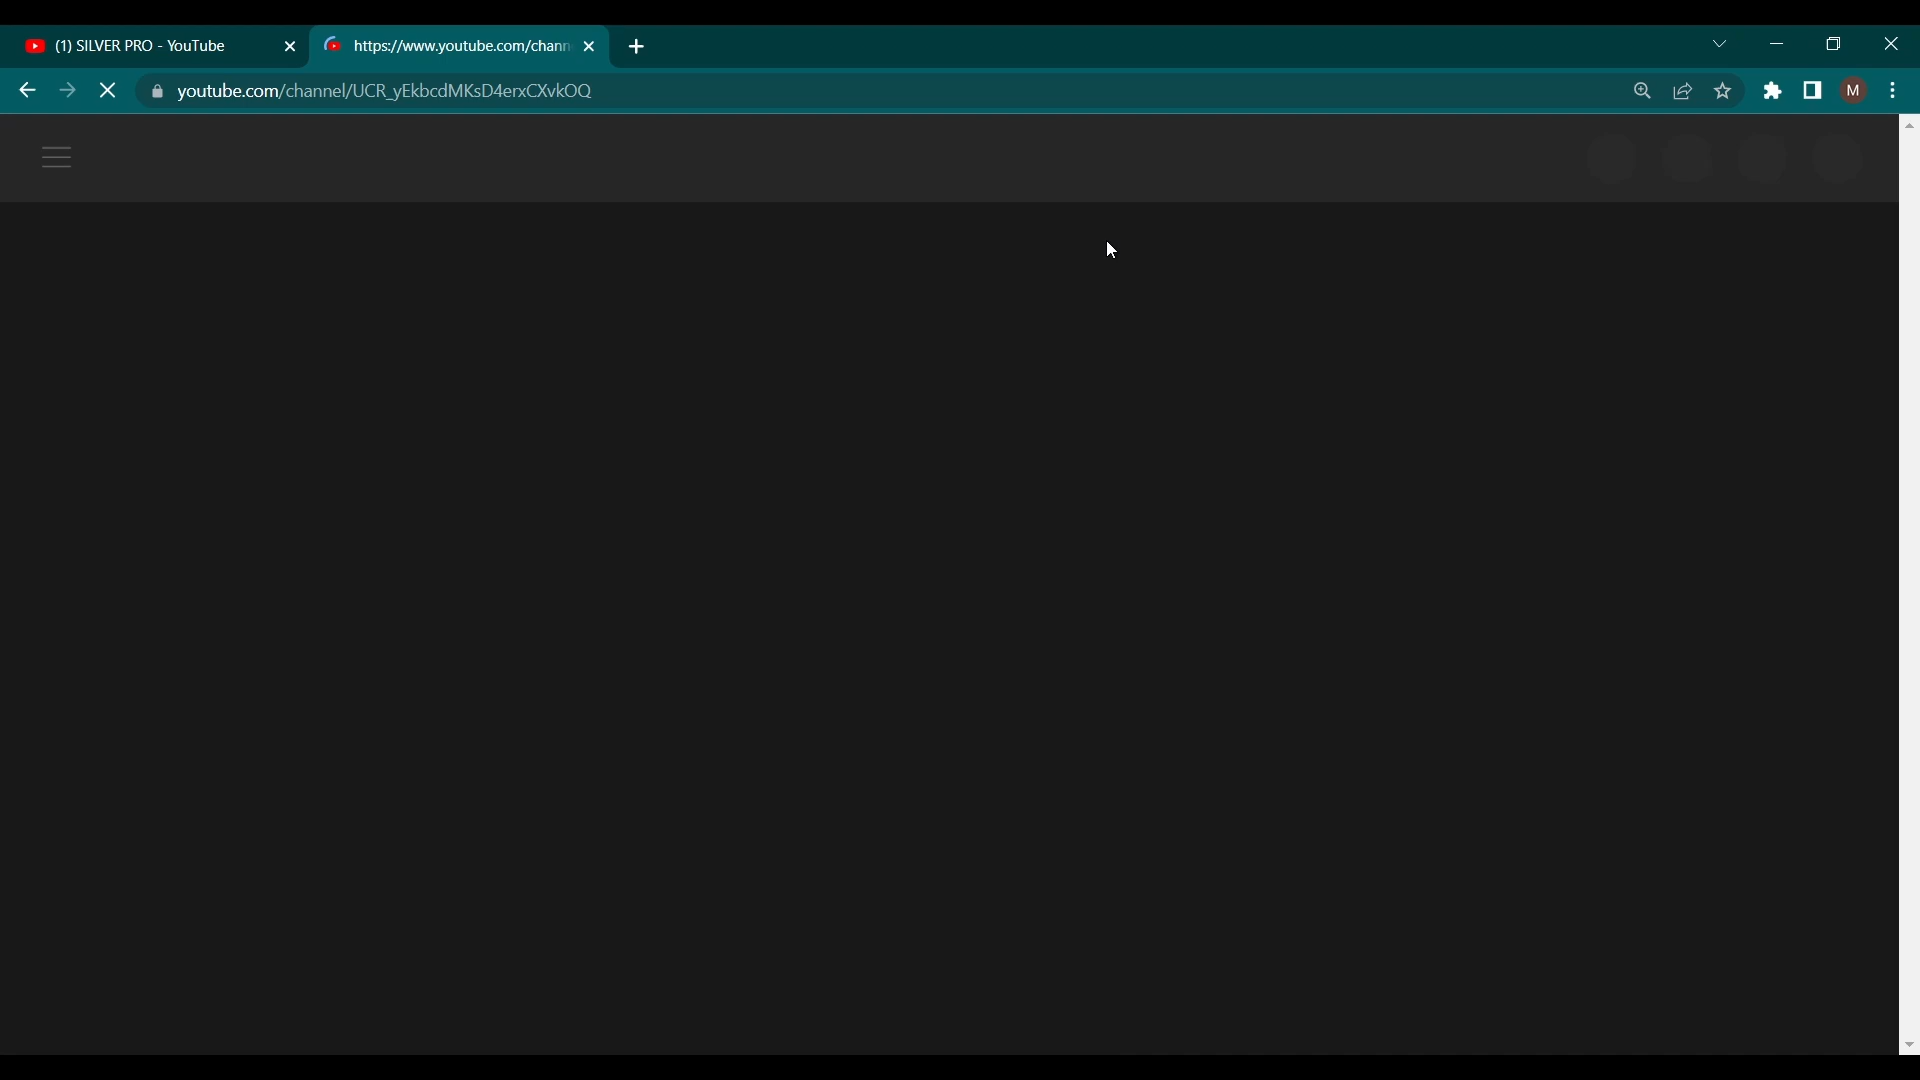 (1) SILVER PRO - YouTube
https://www.youtube.com/chann
youtube.com/channel/UCR_yEkbcdMKsD4erxCXvkOQ
M